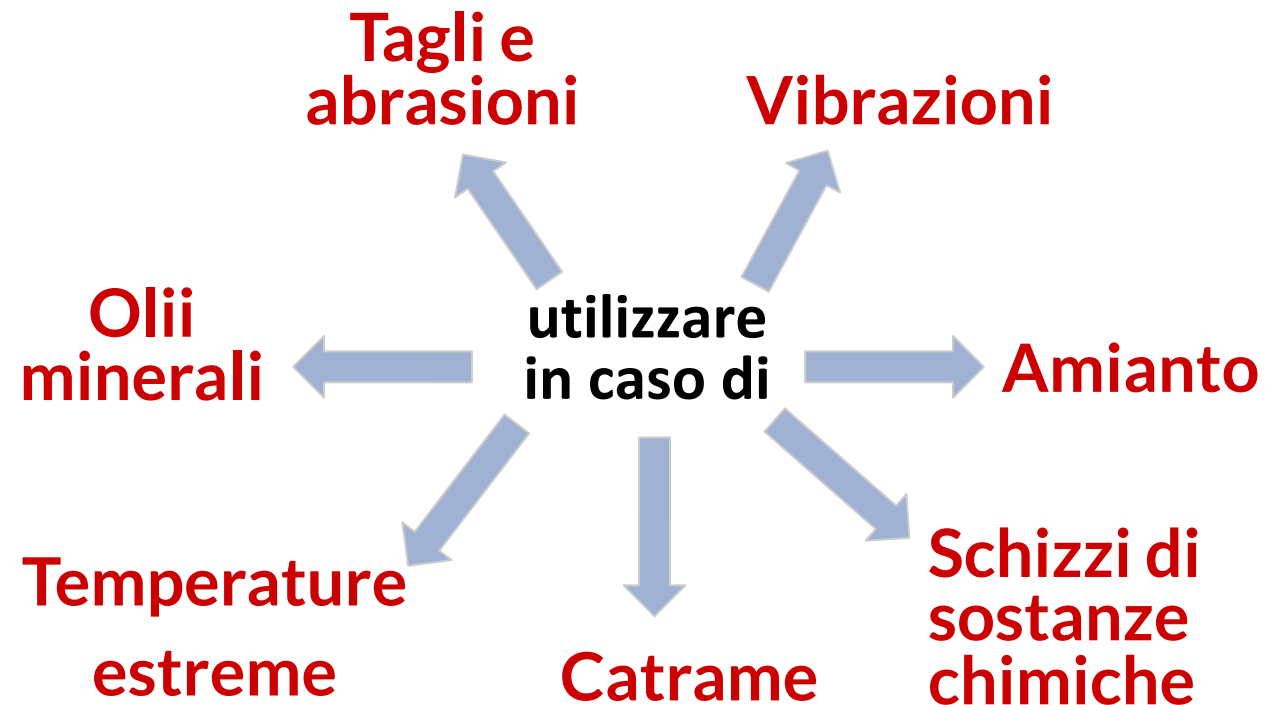 Tagli e
abrasioni
Vibrazioni
Olii
minerali
utilizzare
in caso di
Amianto
Temperature
estreme
Catrame
Schizzi di
sostanze
chimiche